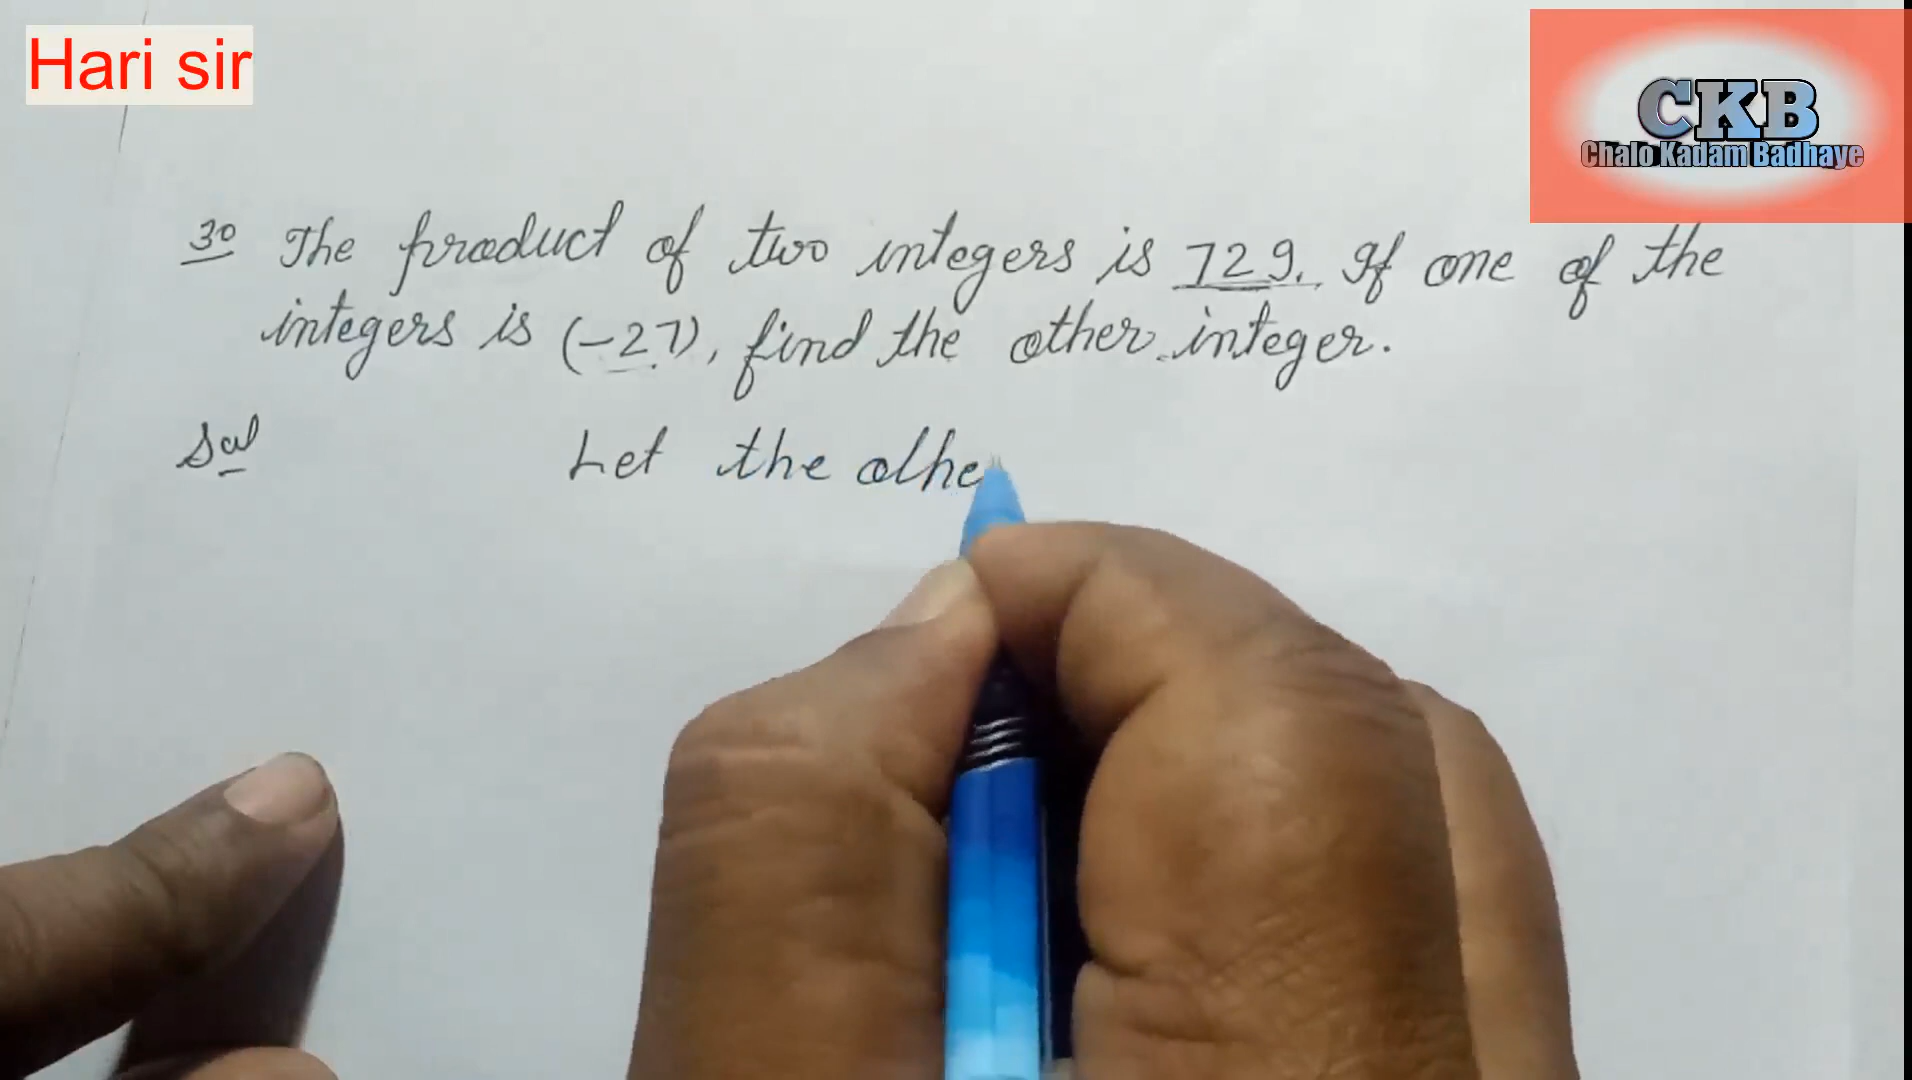 Hari sir
CKB
Chalo Kadam Badhaye
30 The product of two integers is 729. If one of the
integers is (-27), find the other integer.
Sol
Let the othe